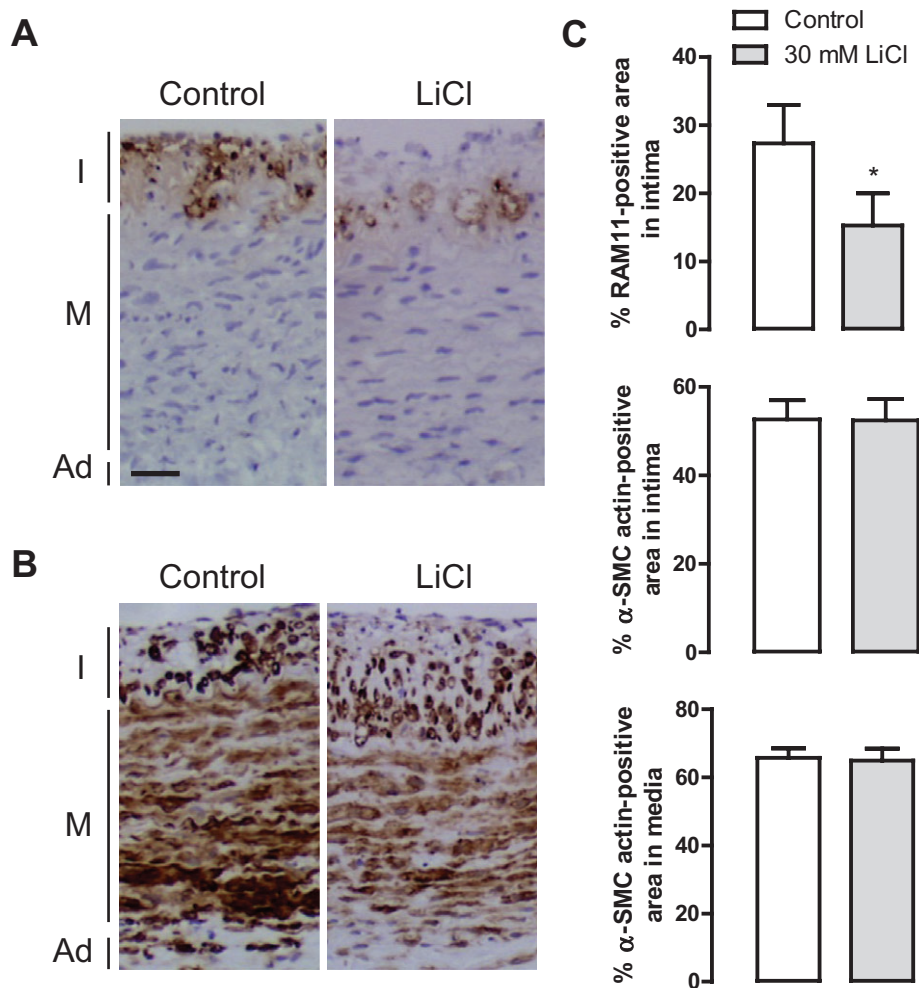 A
Control
LiCl
I
M
Ad
B
Control
LiCl
I
M
Ad
C
Control
30 mM LiCl
% RAM11-positive area
in intima
40
30
20
10
0
*
% α-SMC actin-positive
area in intima
60
40
20
0
% α-SMC actin-positive
area in media
80
60
40
20
0